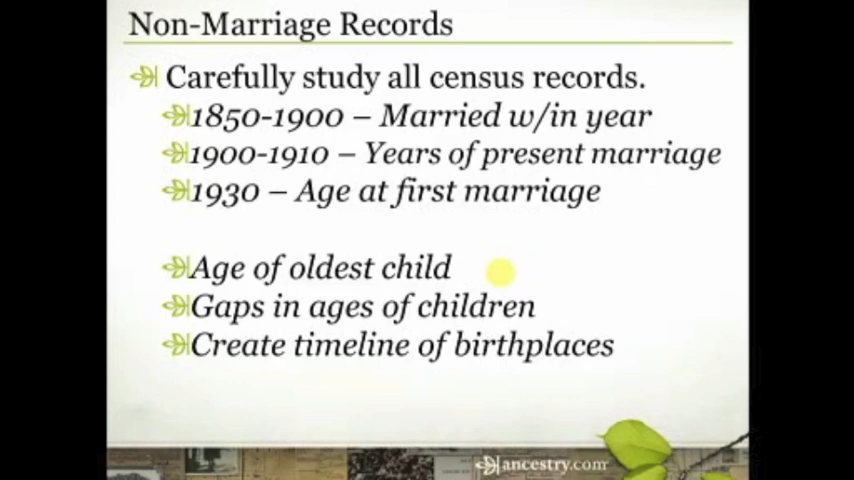 Non-Marriage Records
Carefully study all census records.
1850-1900 – Married w/in year
1900-1910 – Years of present marriage
1930 – Age at first marriage
Age of oldest child
Gaps in ages of children
Create timeline of birthplaces
ancestry.com